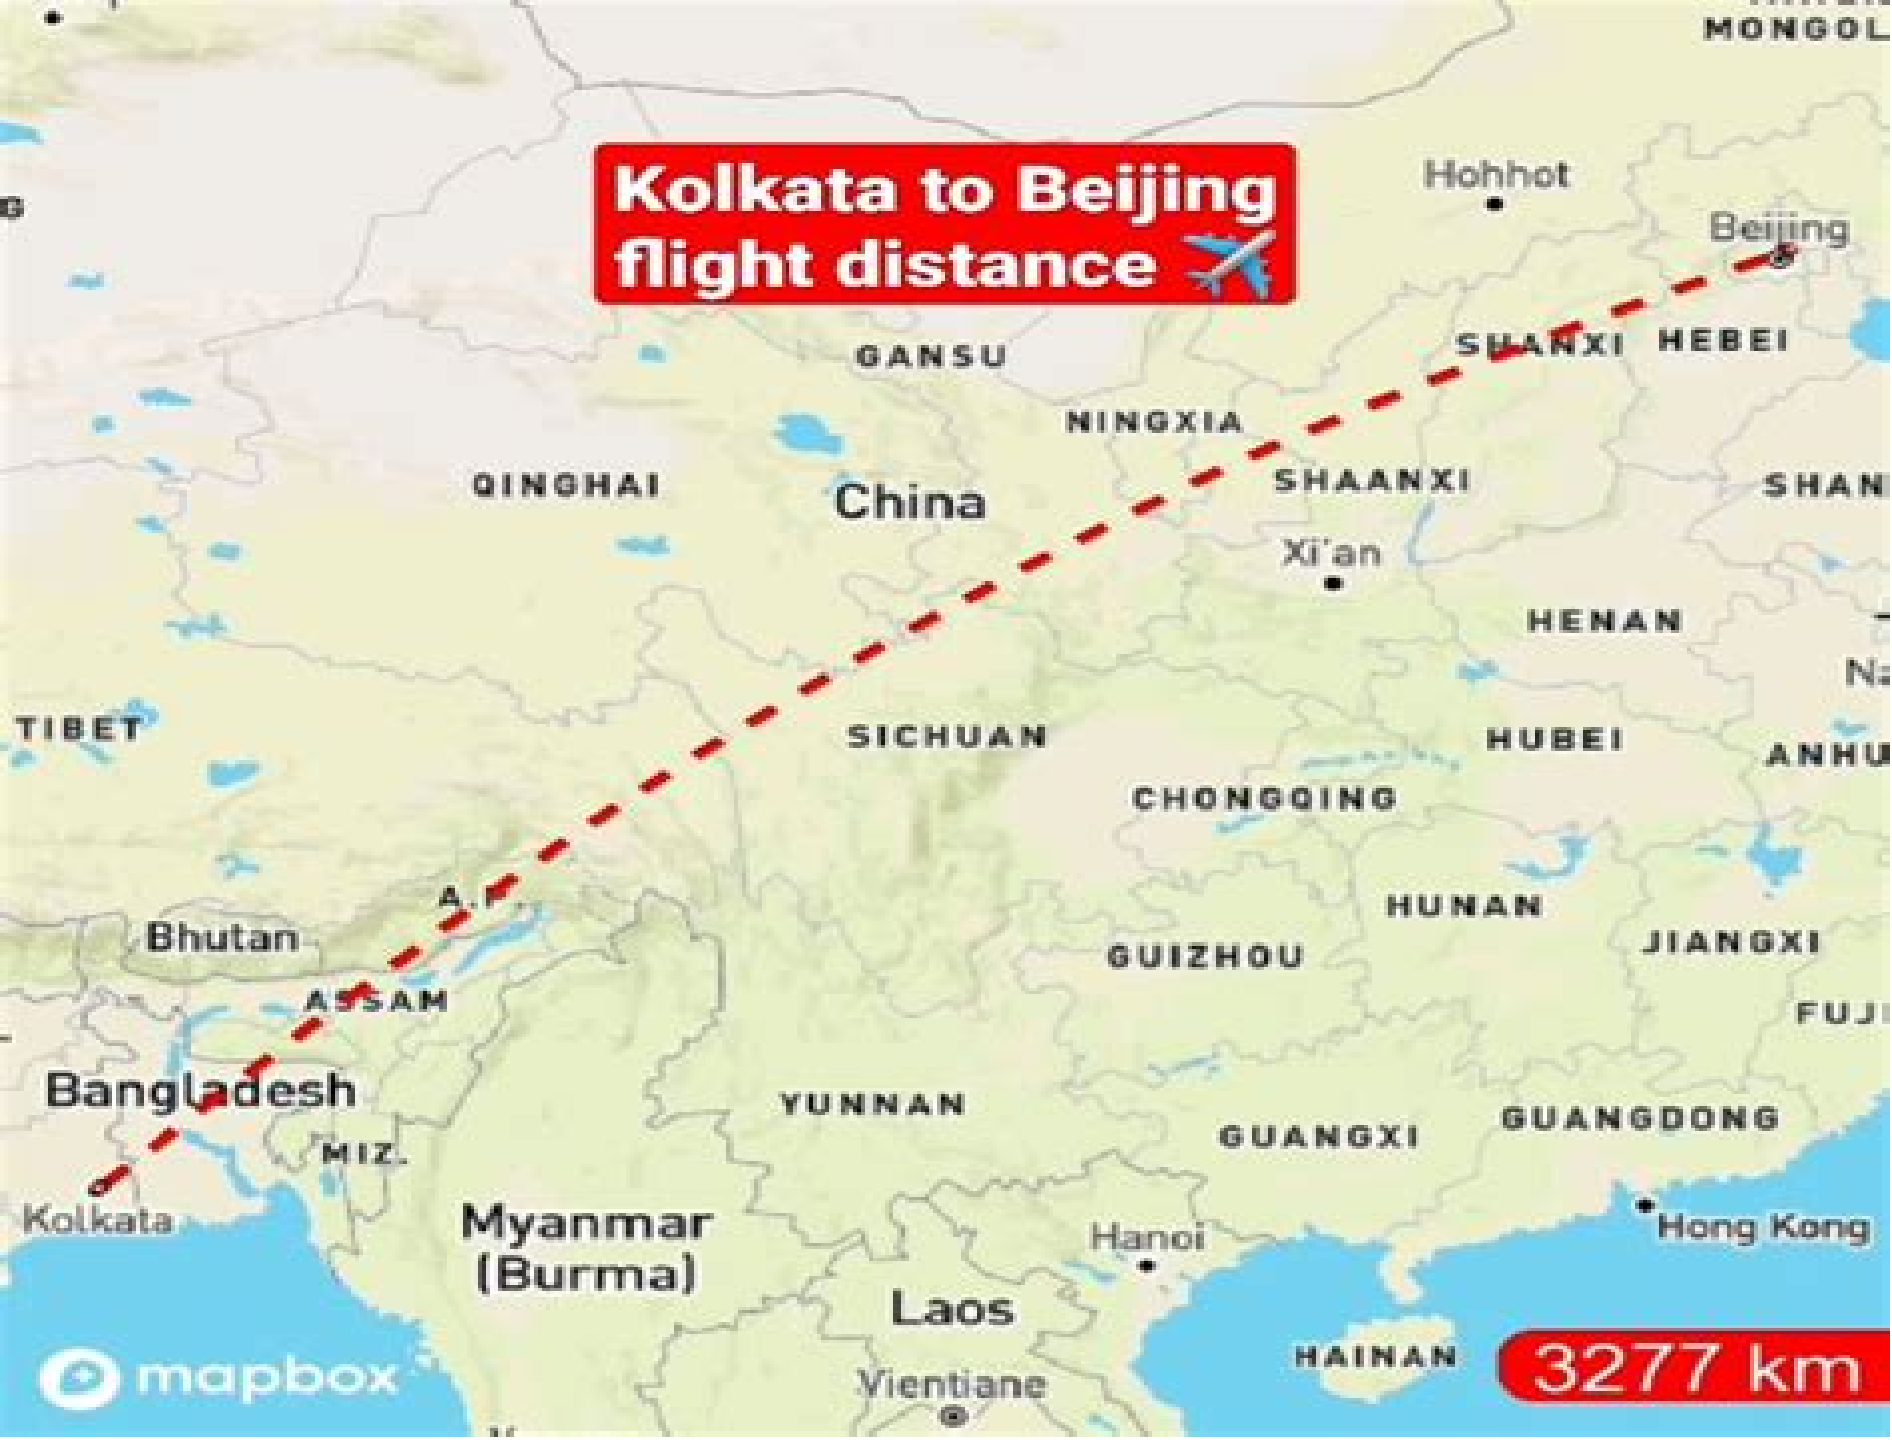 MONGOL
Kolkata to Beijing
flight distance
Hohhot
Beijing
G
GANSU
SHANXI
HEBEI
NINGXIA
QINGHAI
China
SHAANXI
SHAN
Xi'an
HENAN
TIBET
SICHUAN
HUBEI
ANHU
CHONGQING
A.P.
HUNAN
Bhutan
GUIZHOU
JIANGXI
ASSAM
FUJ
Bangladesh
YUNNAN
GUANGXI
GUANGDONG
MIZ.
Kolkata
Myanmar
(Burma)
Hanoi
Hong Kong
Laos
HAINAN
3277 km
mapbox
Vientiane